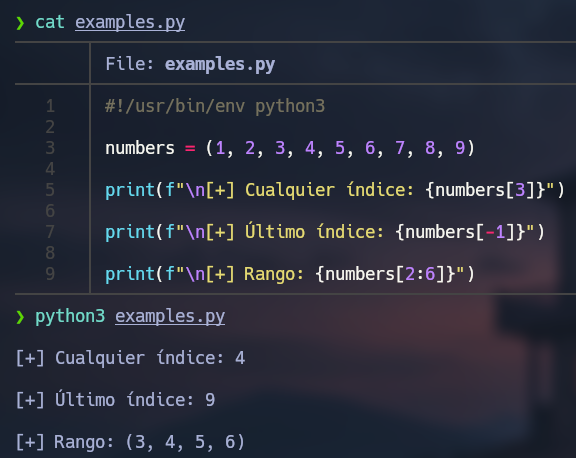 ❯ cat examples.py
File: examples.py
1 #!/usr/bin/env python3
2
3 numbers = (1, 2, 3, 4, 5, 6, 7, 8, 9)
4
5 print(f"\n[+] Cualquier índice: {numbers[3]}")
6
7 print(f"\n[+] Último índice: {numbers[-1]}")
8
9 print(f"\n[+] Rango: {numbers[2:6]}")
❯ python3 examples.py
[+] Cualquier índice: 4
[+] Último índice: 9
[+] Rango: (3, 4, 5, 6)